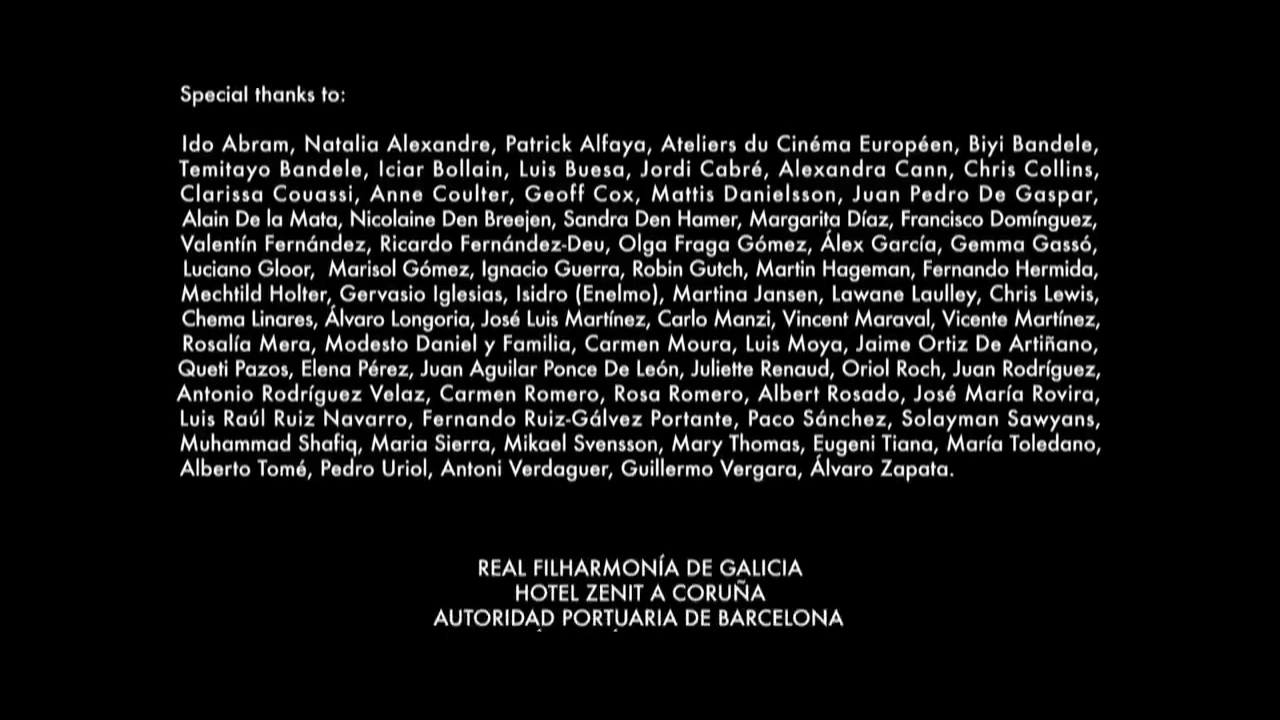 Special thanks to:
Ido Abram, Natalia Alexandre, Patrick Alfaya, Ateliers du Cinéma Européen, Biyi Bandele,
Temitayo Bandele, Iciar Bollain, Luis Buesa, Jordi Cabré, Alexandra Cann, Chris Collins,
Clarissa Couassi, Anne Coulter, Geoff Cox, Mattis Danielsson, Juan Pedro De Gaspar,
Alain De la Mata, Nicolaine Den Breejen, Sandra Den Hamer, Margarita Díaz, Francisco Domínguez,
Valentín Fernández, Ricardo Fernández-Deu, Olga Fraga Gómez, Álex García, Gemma Gassó,
Luciano Gloor, Marisol Gómez, Ignacio Guerra, Robin Gutch, Martin Hageman, Fernando Hermida,
Mechtild Holter, Gervasio Iglesias, Isidro (Enelmo), Martina Jansen, Lawane Laulley, Chris Lewis,
Chema Linares, Álvaro Longoria, José Luis Martínez, Carlo Manzi, Vincent Maraval, Vicente Martínez,
Rosalía Mera, Modesto Daniel y Familia, Carmen Moura, Luis Moya, Jaime Ortiz De Artiñano,
Queti Pazos, Elena Pérez, Juan Aguilar Ponce De León, Juliette Renaud, Oriol Roch, Juan Rodríguez,
Antonio Rodríguez Velaz, Carmen Romero, Rosa Romero, Albert Rosado, José María Rovira,
Luis Raúl Ruiz Navarro, Fernando Ruiz-Gálvez Portante, Paco Sánchez, Solayman Sawyans,
Muhammad Shafiq, Maria Sierra, Mikael Svensson, Mary Thomas, Eugeni Tiana, María Toledano,
Alberto Tomé, Pedro Uriol, Antoni Verdaguer, Guillermo Vergara, Álvaro Zapata.
REAL FILHARMONÍA DE GALICIA
HOTEL ZENIT A CORUÑA
AUTORIDAD PORTUARIA DE BARCELONA